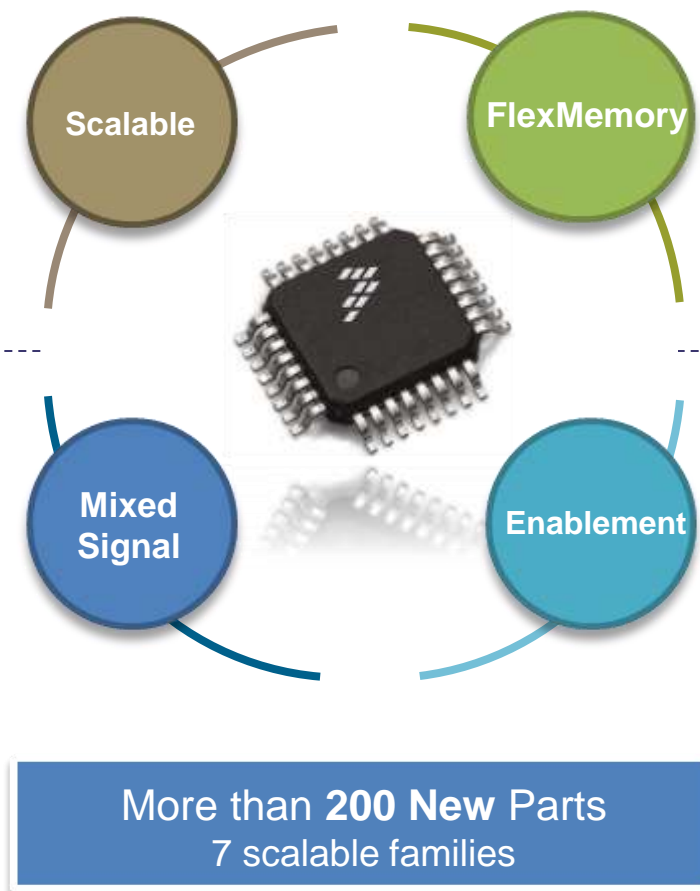 Scalable
FlexMemory
Mixed
Signal
Enablement
More than 200 New Parts
7 scalable families